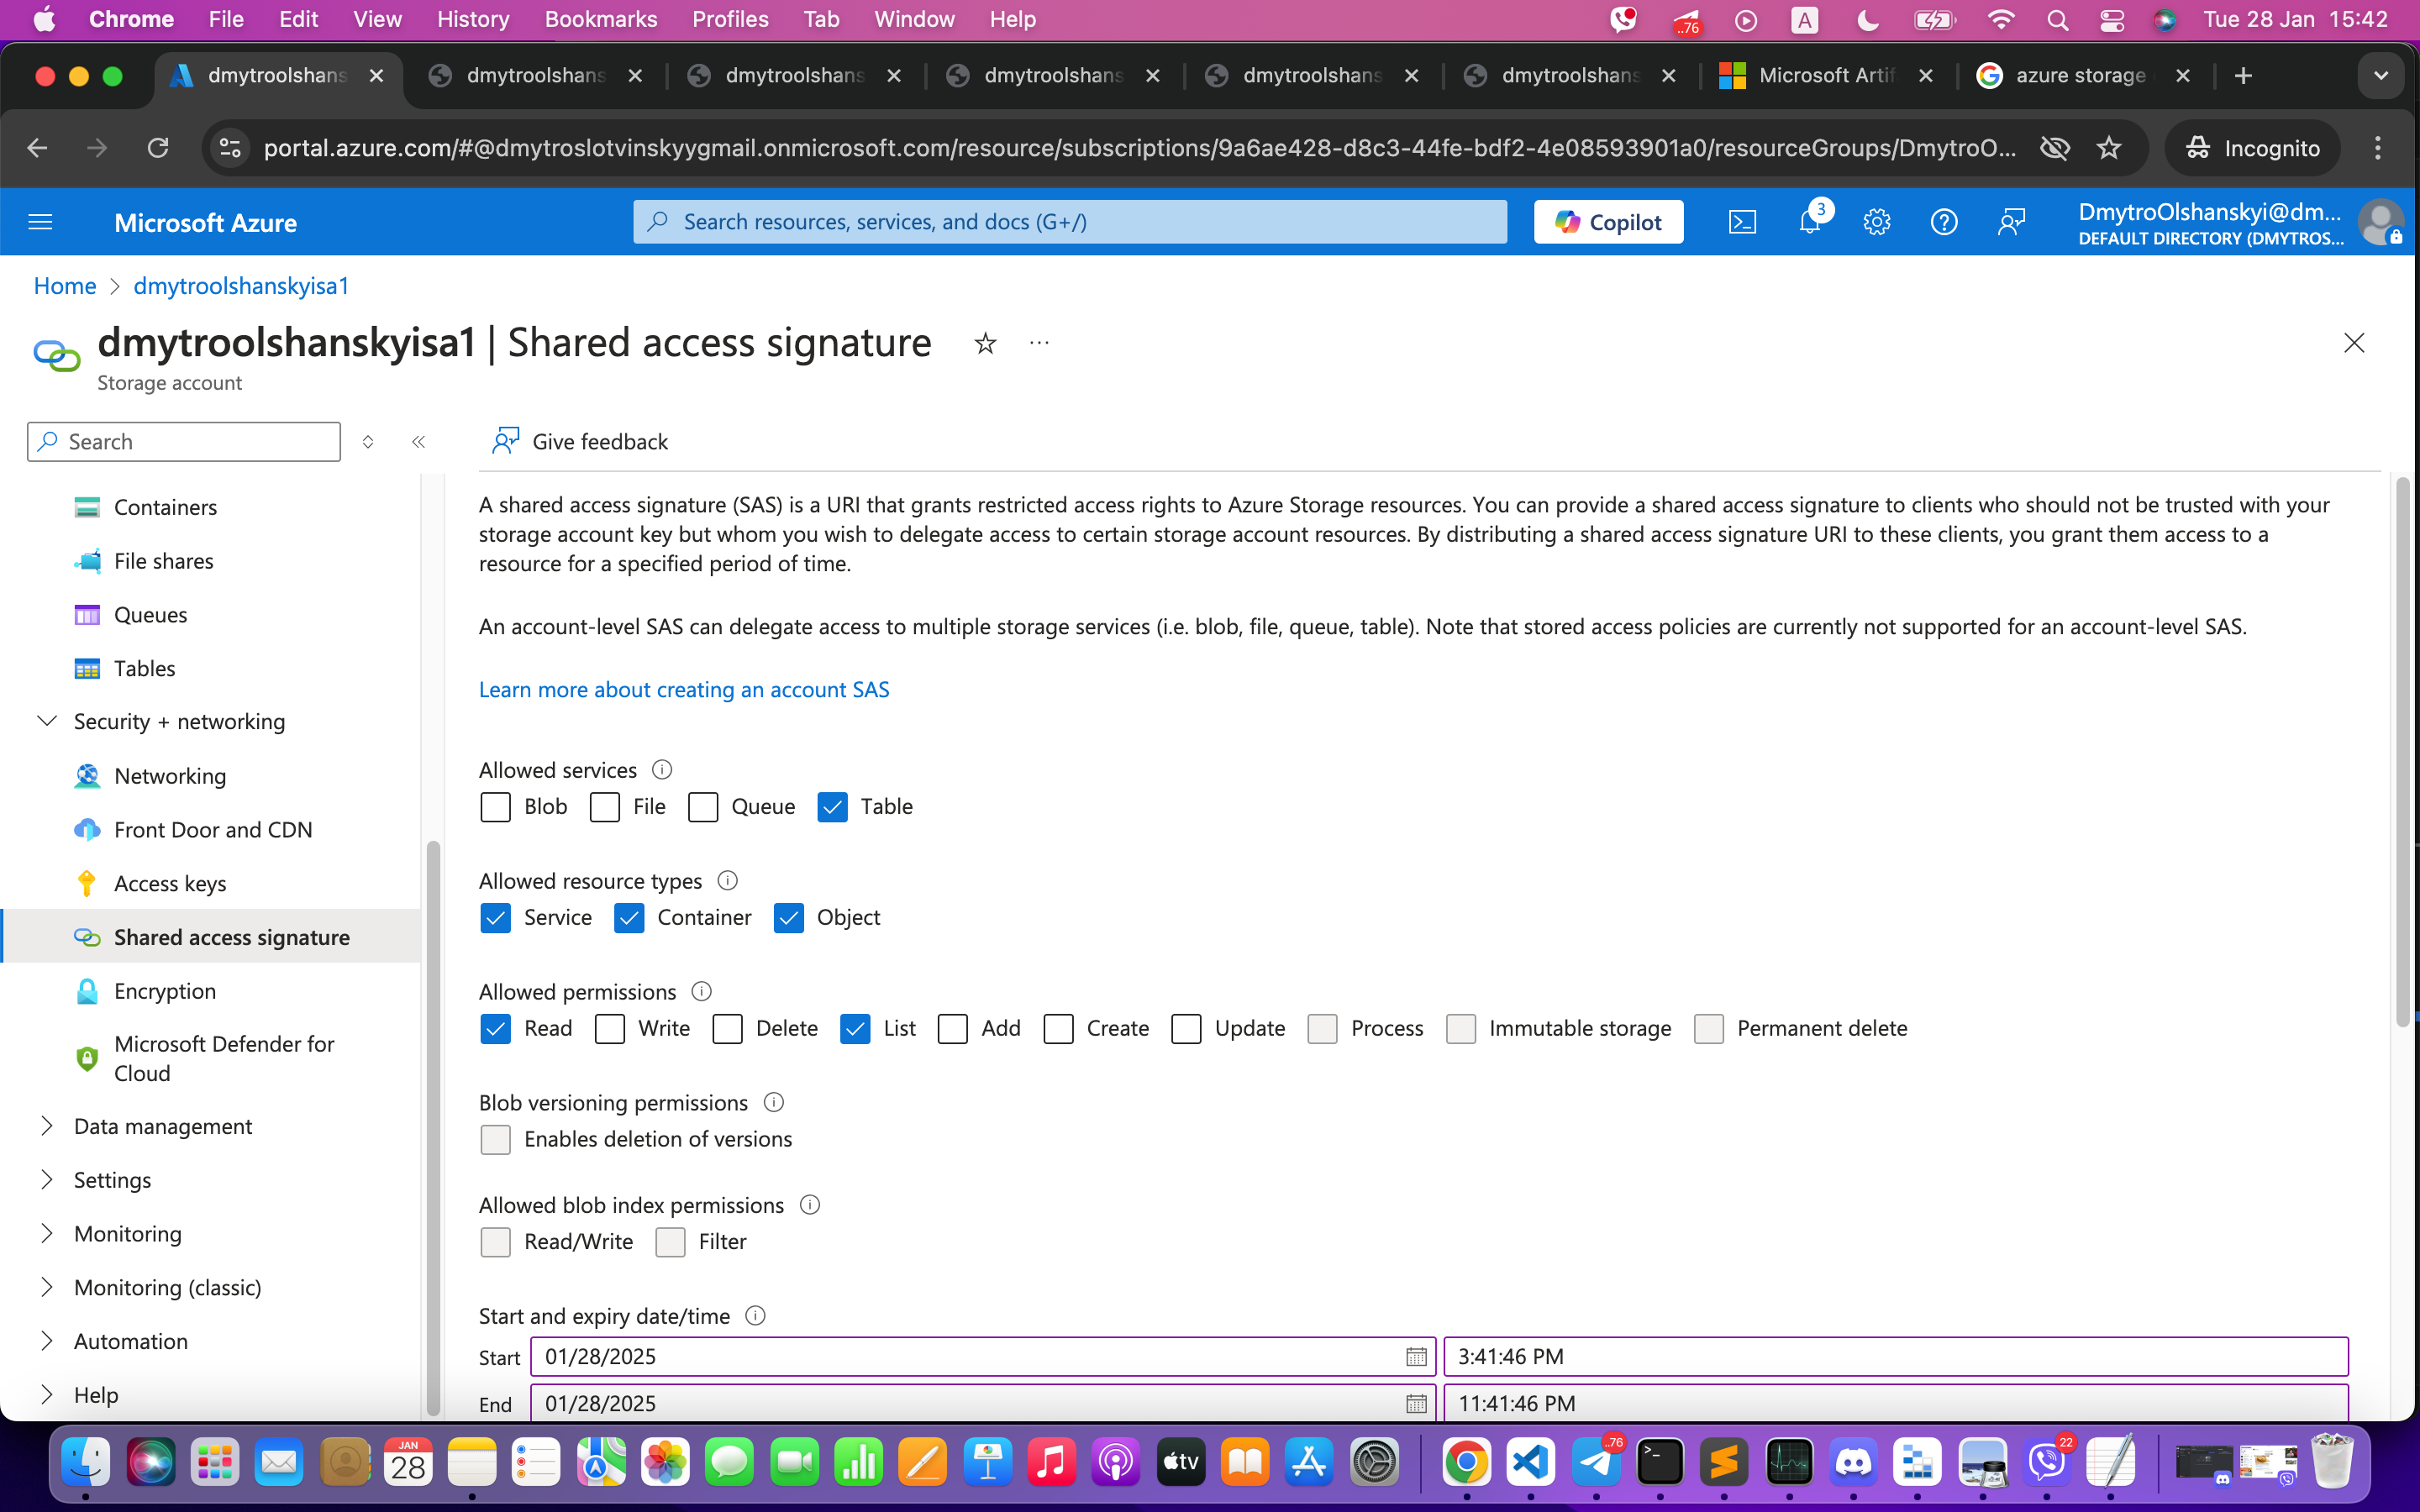 Chrome File Edit View History Bookmarks Profiles Tab Window Help
..76
A
Tue 28 Jan 15:42
dmytroolshans
dmytroolshans
dmytroolshans
dmytroolshans
dmytroolshans
dmytroolshans
Microsoft Artif
azure storage
portal.azure.com/#@dmytroslotvinskyygmail.onmicrosoft.com/resource/subscriptions/9a6ae428-d8c3-44fe-bdf2-4e08593901a0/resourceGroups/DmytroO...
Incognito
Microsoft Azure
Search resources, services, and docs (G+/)
Copilot
3
DmytroOlshanskyi@dm...
DEFAULT DIRECTORY (DMYTROS...
Home > dmytroolshanskyisa1
dmytroolshanskyisa1 | Shared access signature
Storage account
Search
Give feedback
Containers
File shares
Queues
Tables
Security + networking
Networking
Front Door and CDN
Access keys
Shared access signature
Encryption
Microsoft Defender for
Cloud
Data management
Settings
Monitoring
Monitoring (classic)
Automation
Help
A shared access signature (SAS) is a URI that grants restricted access rights to Azure Storage resources. You can provide a shared access signature to clients who should not be trusted with your
storage account key but whom you wish to delegate access to certain storage account resources. By distributing a shared access signature URI to these clients, you grant them access to a
resource for a specified period of time.
An account-level SAS can delegate access to multiple storage services (i.e. blob, file, queue, table). Note that stored access policies are currently not supported for an account-level SAS.
Learn more about creating an account SAS
Allowed services
Blob File Queue Table
Allowed resource types
Service Container Object
Allowed permissions
Read Write Delete List Add Create Update Process Immutable storage Permanent delete
Blob versioning permissions
Enables deletion of versions
Allowed blob index permissions
Read/Write Filter
Start and expiry date/time
Start 01/28/2025 3:41:46 PM
End 01/28/2025 11:41:46 PM
JAN
28
tv
..76
22